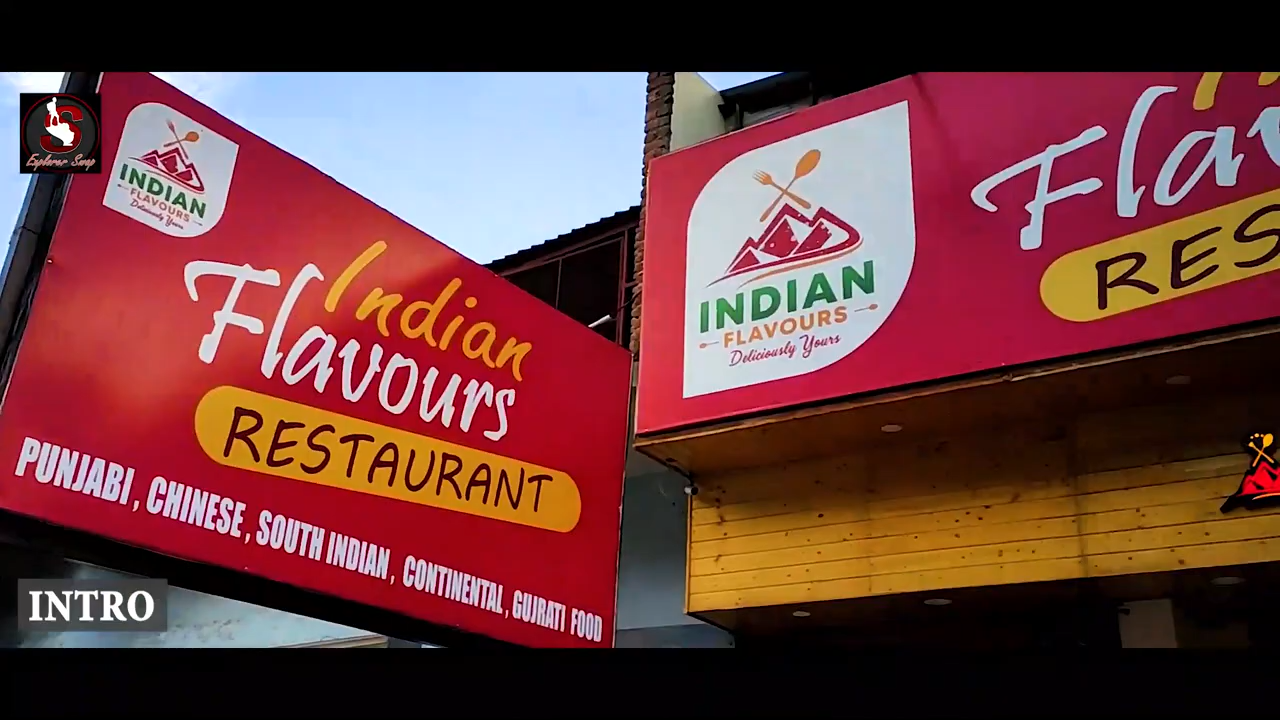 Explorer Swap
INDIAN
FLAVOURS
Deliciously Yours
Indian
Flavours
RESTAURANT
PUNJABI, CHINESE, SOUTH INDIAN, CONTINENTAL, GUJRATI FOOD
INDIAN
FLAVOURS
Deliciously Yours
Flav
RES
INTRO